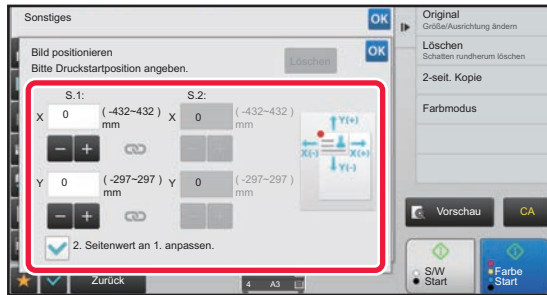 Sonstiges
OK
Bild positionieren
Bitte Druckstartposition angeben.
Löschen
OK
S.1:
S.2:
X 0 (-432~432) mm X 0 (-432~432) mm
- + - +
Y(+)
X(-) X(+)
Y(-)
Y 0 (-297~297) mm Y 0 (-297~297) mm
- + - +
2. Seitenwert an 1. anpassen.
Zurück
4 A3
Original
Größe/Ausrichtung ändern
Löschen
Schatten rundherum löschen
2-seit. Kopie
Farbmodus
Vorschau
CA
S/W
Start
Farbe
Start